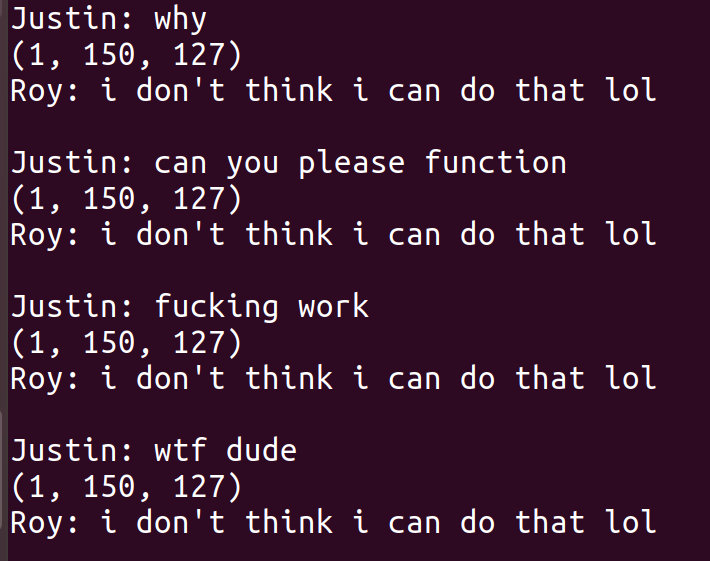 Justin: why
(1, 150, 127)
Roy: i don't think i can do that lol
Justin: can you please function
(1, 150, 127)
Roy: i don't think i can do that lol
Justin: fucking work
(1, 150, 127)
Roy: i don't think i can do that lol
Justin: wtf dude
(1, 150, 127)
Roy: i don't think i can do that lol